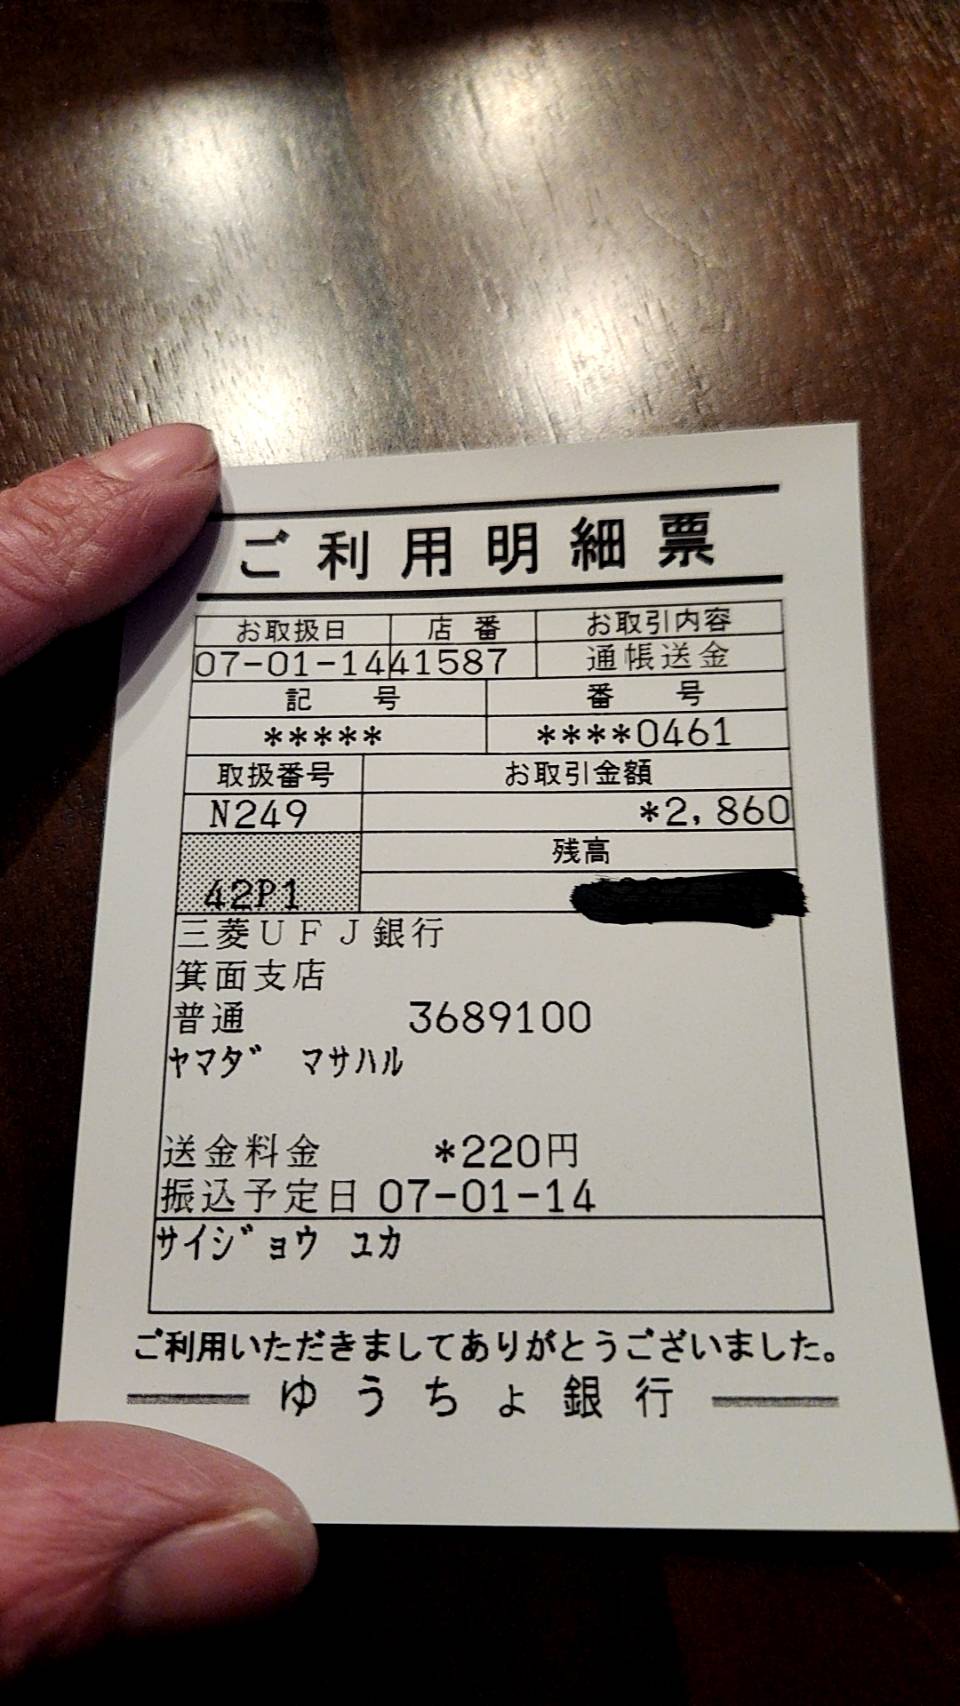 ご利用明細票
お取扱日 店番 お取引内容
07-01-14 41587 通帳送金
記号 番号
***** ****0461
取扱番号 お取引金額
N249 *2,860
残高
42P1
三菱UFJ銀行
箕面支店
普通 3689100
ヤマダ マサハル
送金料金 *220円
振込予定日 07-01-14
サイジョウ ユカ
ご利用いただきましてありがとうございました。
ゆうちょ銀行